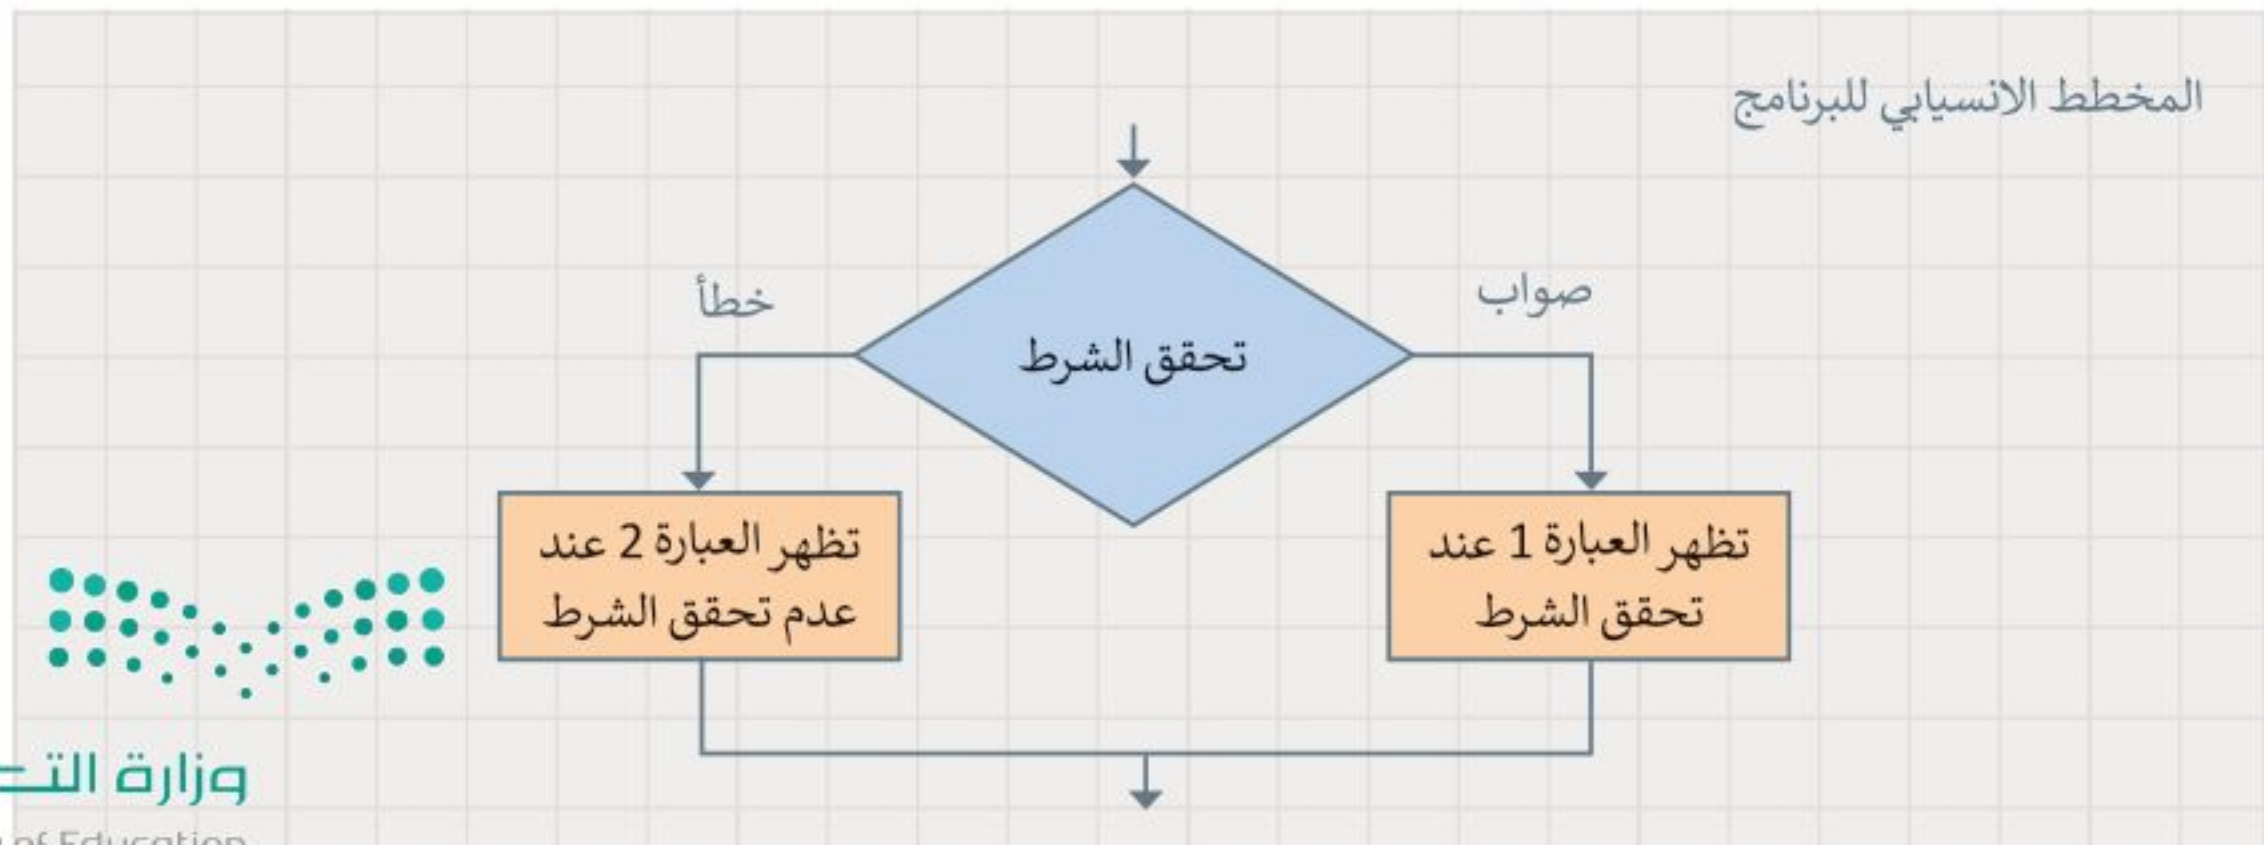 المخطط الانسيابي للبرنامج
صواب
خطأ
تحقق الشرط
تظهر العبارة 1 عند
تحقق الشرط
تظهر العبارة 2 عند
عدم تحقق الشرط
وزارة
of Education